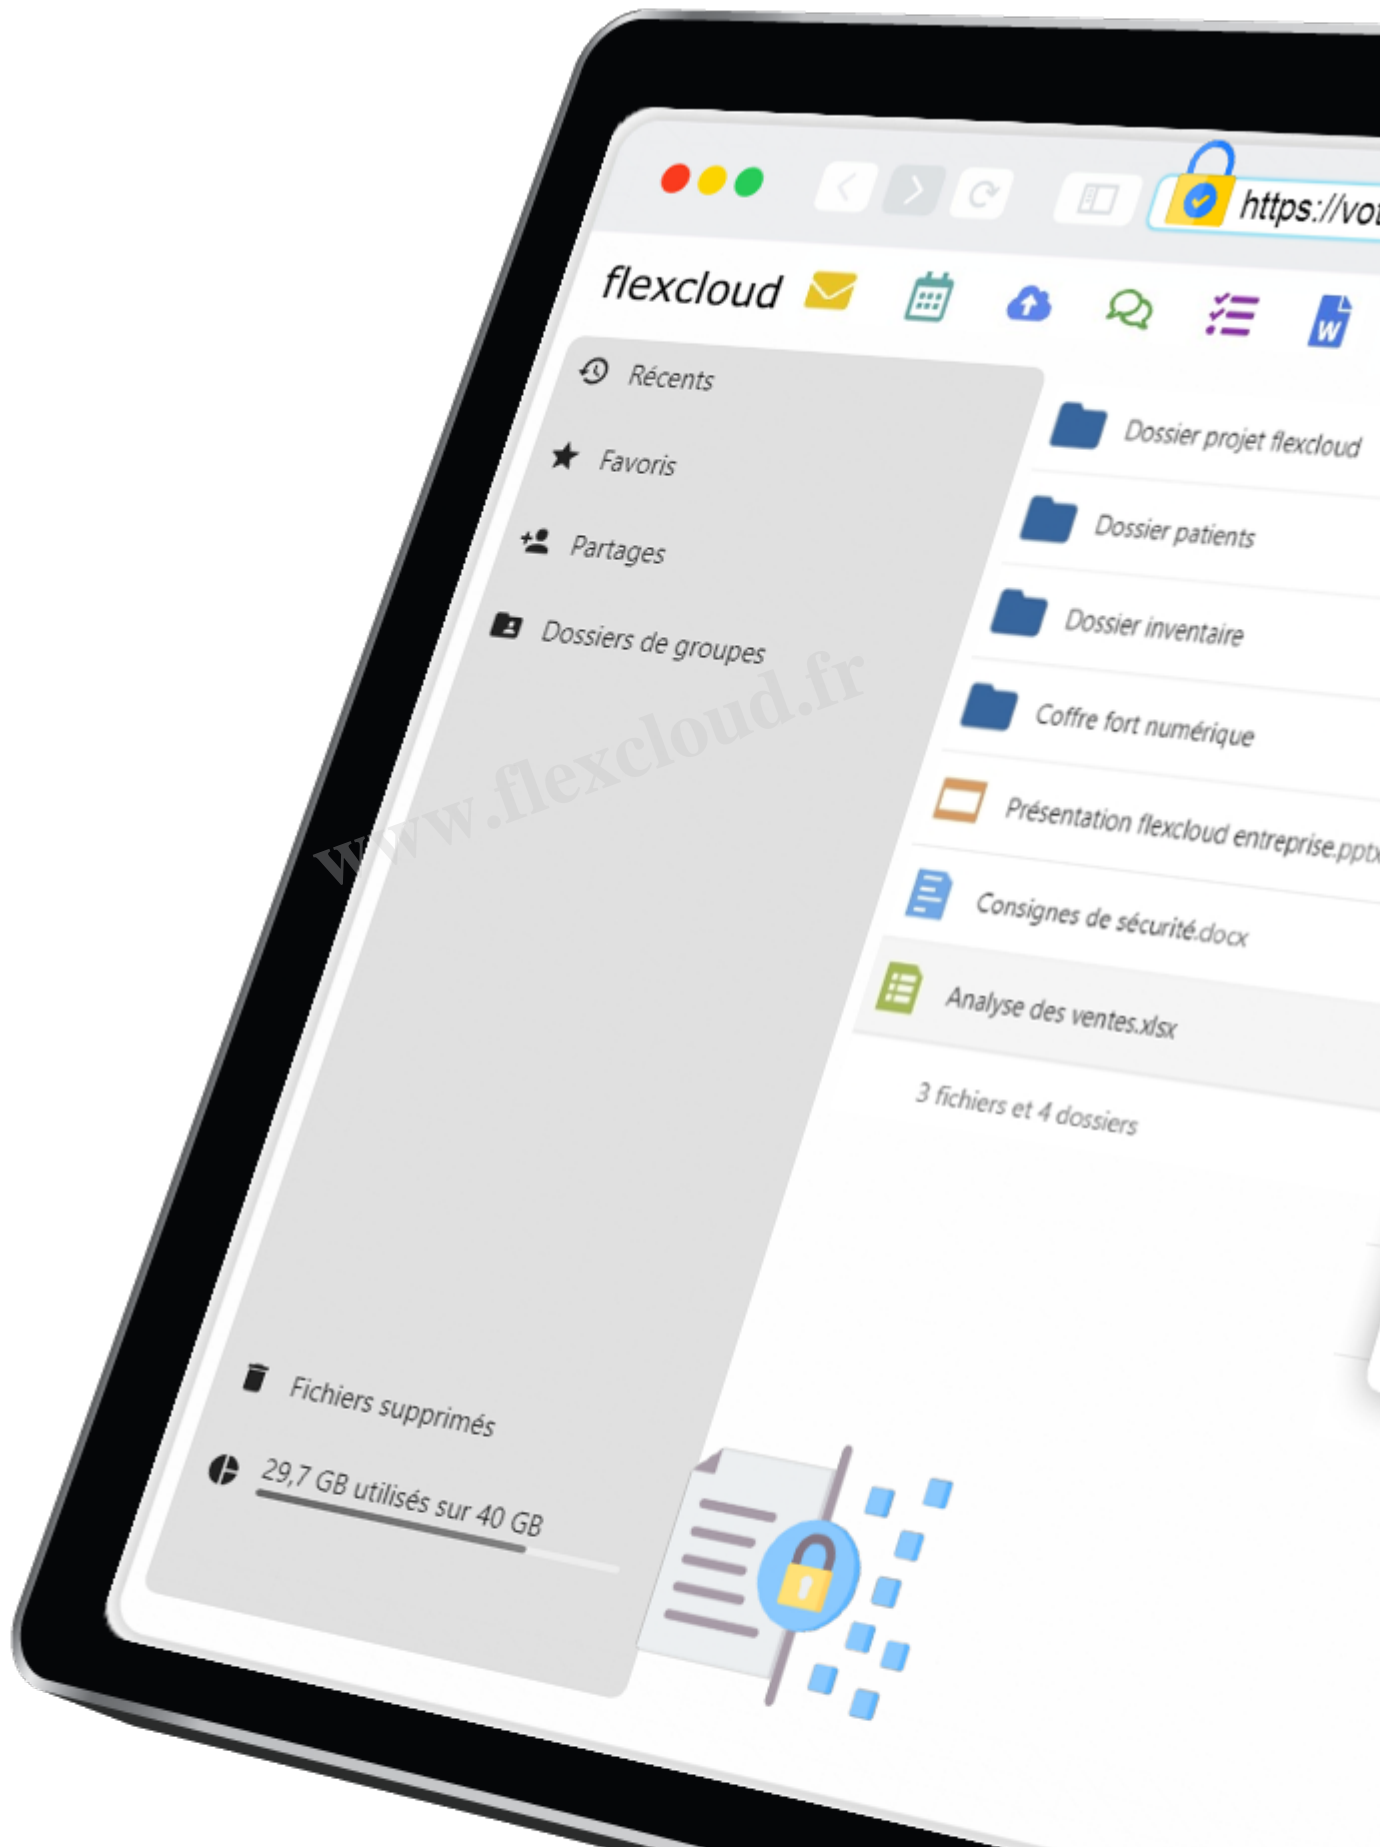 https://vot
flexcloud
W
Récents
Favoris
Partages
Dossiers de groupes
www.flexcloud.fr
Dossier projet flexcloud
Dossier patients
Dossier inventaire
Coffre fort numérique
Présentation flexcloud entreprise.pptx
Consignes de sécurité.docx
Analyse des ventes.xlsx
3 fichiers et 4 dossiers
Fichiers supprimés
29,7 GB utilisés sur 40 GB